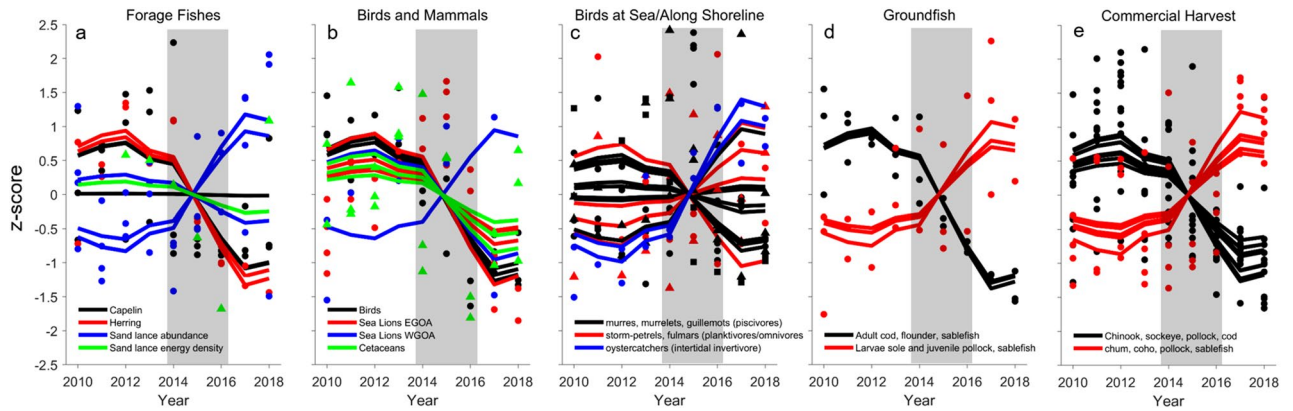 Forage Fishes
Birds and Mammals
Birds at Sea/Along Shoreline
Groundfish
Commercial Harvest
z-score
2.5
2
1.5
1
0.5
0
-0.5
-1
-1.5
-2
-2.5
a
Capelin
Herring
Sand lance abundance
Sand lance energy density
2010 2012 2014 2016 2018
Year
b
Birds
Sea Lions EGOA
Sea Lions WGOA
Cetaceans
2010 2012 2014 2016 2018
Year
c
murres, murrelets, guillemots (piscivores)
storm-petrels, fulmars (planktivores/omnivores
oystercatchers (intertidal invertivore)
2010 2012 2014 2016 2018
Year
d
Adult cod, flounder, sablefish
Larvae sole and juvenile pollock, sablefish
2010 2012 2014 2016 2018
Year
e
Chinook, sockeye, pollock, cod
chum, coho, pollock, sablefish
2010 2012 2014 2016 2018
Year